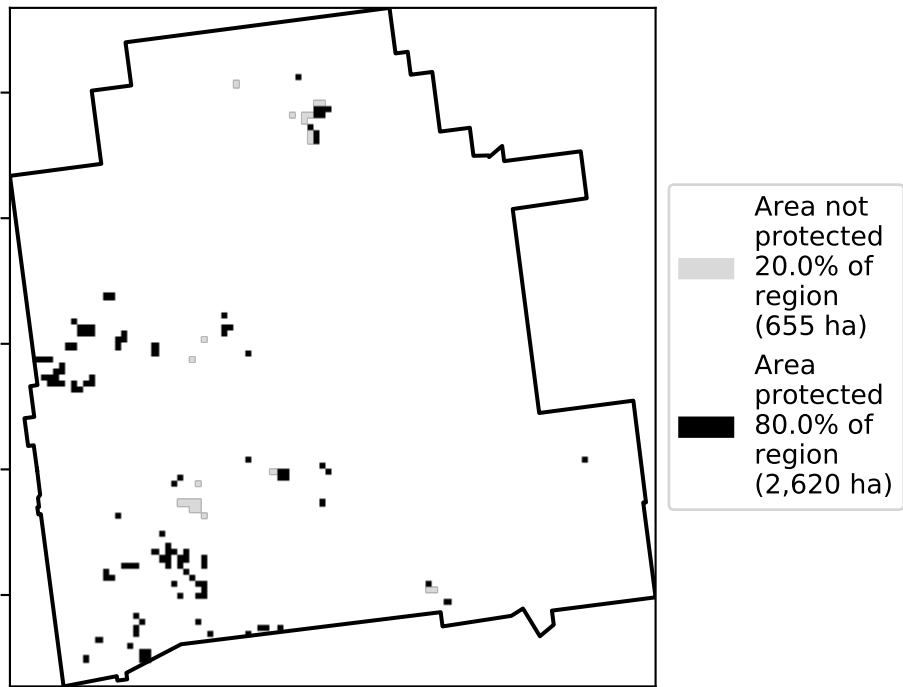 Area not
protected
20.0% of
region
(655 ha)
Area
protected
80.0% of
region
(2,620 ha)